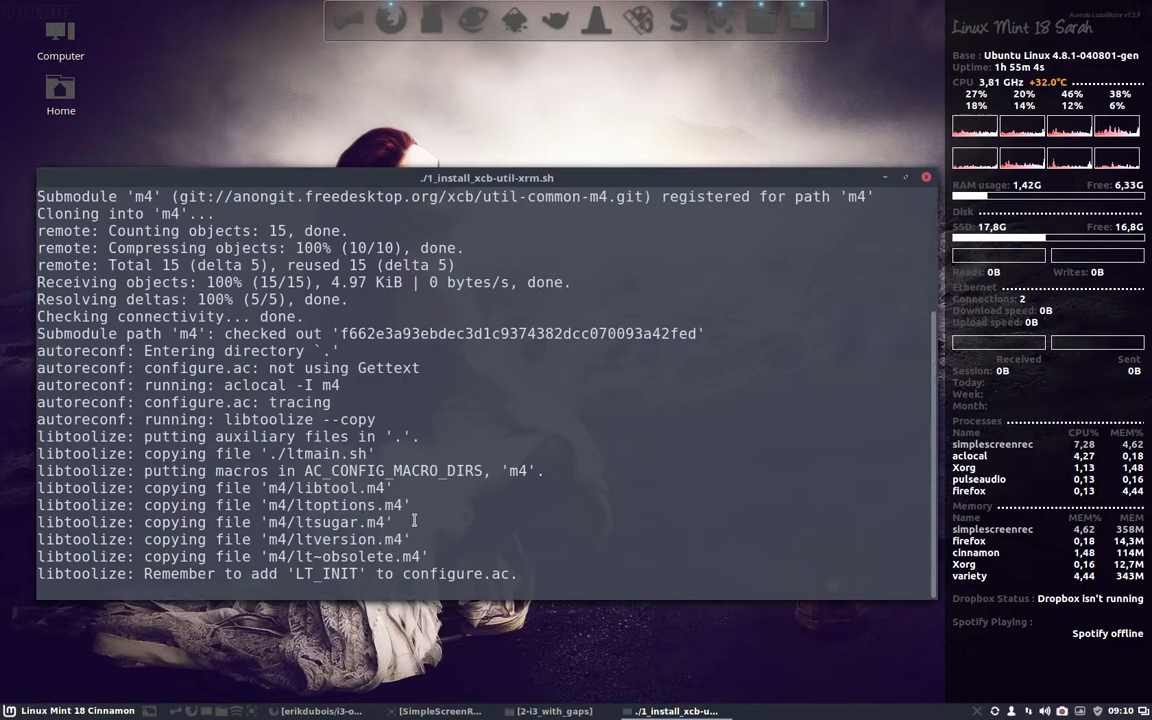 Computer
Home
./1_install_xcb-util-xrm.sh
Submodule 'm4' (git://anongit.freedesktop.org/xcb/util-common-m4.git) registered for path 'm4'
Cloning into 'm4'...
remote: Counting objects: 15, done.
remote: Compressing objects: 100% (10/10), done.
remote: Total 15 (delta 5), reused 15 (delta 5)
Receiving objects: 100% (15/15), 4.97 KiB | 0 bytes/s, done.
Resolving deltas: 100% (5/5), done.
Checking connectivity... done.
Submodule path 'm4': checked out 'f662e3a93ebdec3d1c9374382dcc070093a42fed'
autoreconf: Entering directory `.'
autoreconf: configure.ac: not using Gettext
autoreconf: running: aclocal -I m4
autoreconf: configure.ac: tracing
autoreconf: running: libtoolize --copy
libtoolize: putting auxiliary files in '.'.
libtoolize: copying file './ltmain.sh'
libtoolize: putting macros in AC_CONFIG_MACRO_DIRS, 'm4'.
libtoolize: copying file 'm4/libtool.m4'
libtoolize: copying file 'm4/ltoptions.m4'
libtoolize: copying file 'm4/ltsugar.m4'
libtoolize: copying file 'm4/ltversion.m4'
libtoolize: copying file 'm4/lt~obsolete.m4'
libtoolize: Remember to add 'LT_INIT' to configure.ac.
Linux Mint 18 Sarah
Base : Ubuntu Linux 4.8.1-040801-gen
Uptime: 1h 55m 4s
CPU 3,81 GHz +32.0°C
27% 20% 46% 38%
18% 14% 12% 6%
RAM usage: 1,42G Free: 6,33G
Disk
SSD: 17,8G Free: 16,8G
Reads: 0B Writes: 0B
Ethernet
Connections: 2
Download speed: 0B
Upload speed: 0B
Received Sent
Session: 0B 0B
Today:
Week:
Month:
Processes
Name CPU% MEM%
simplescreenrec 7,28 4,62
aclocal 4,27 0,18
Xorg 1,13 1,48
pulseaudio 0,13 0,16
firefox 0,13 4,44
Memory
Name MEM% MEM
simplescreenrec 4,62 358M
firefox 0,18 14,3M
cinnamon 1,48 114M
Xorg 0,16 12,7M
variety 4,44 343M
Dropbox Status : Dropbox isn't running
Spotify Playing :
Spotify offline
Linux Mint 18 Cinnamon
[erikdubois/i3-o...
[SimpleScreenR...
[2-i3_with_gaps]
./1_install_xcb-u...
09:10